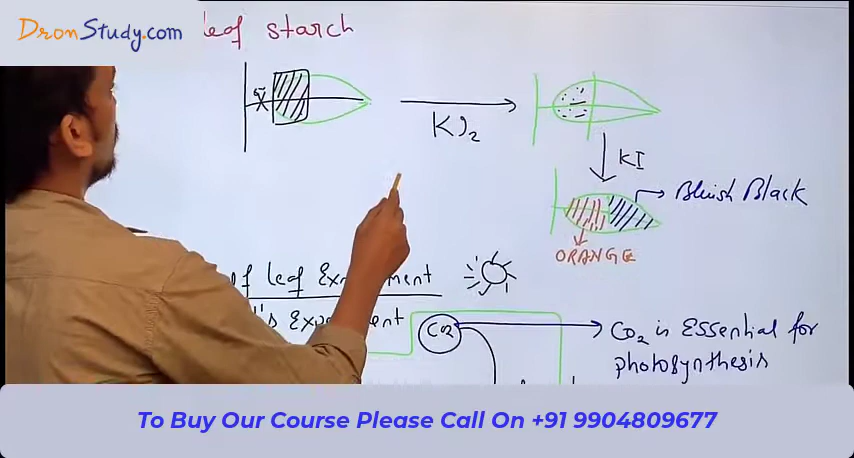 DronStudy.com
leaf starch
KI
Bluish Black
ORANGE
of leaf Experiment
's Experiment
CO2
CO2 is Essential for
photosynthesis
To Buy Our Course Please Call On +91 9904809677